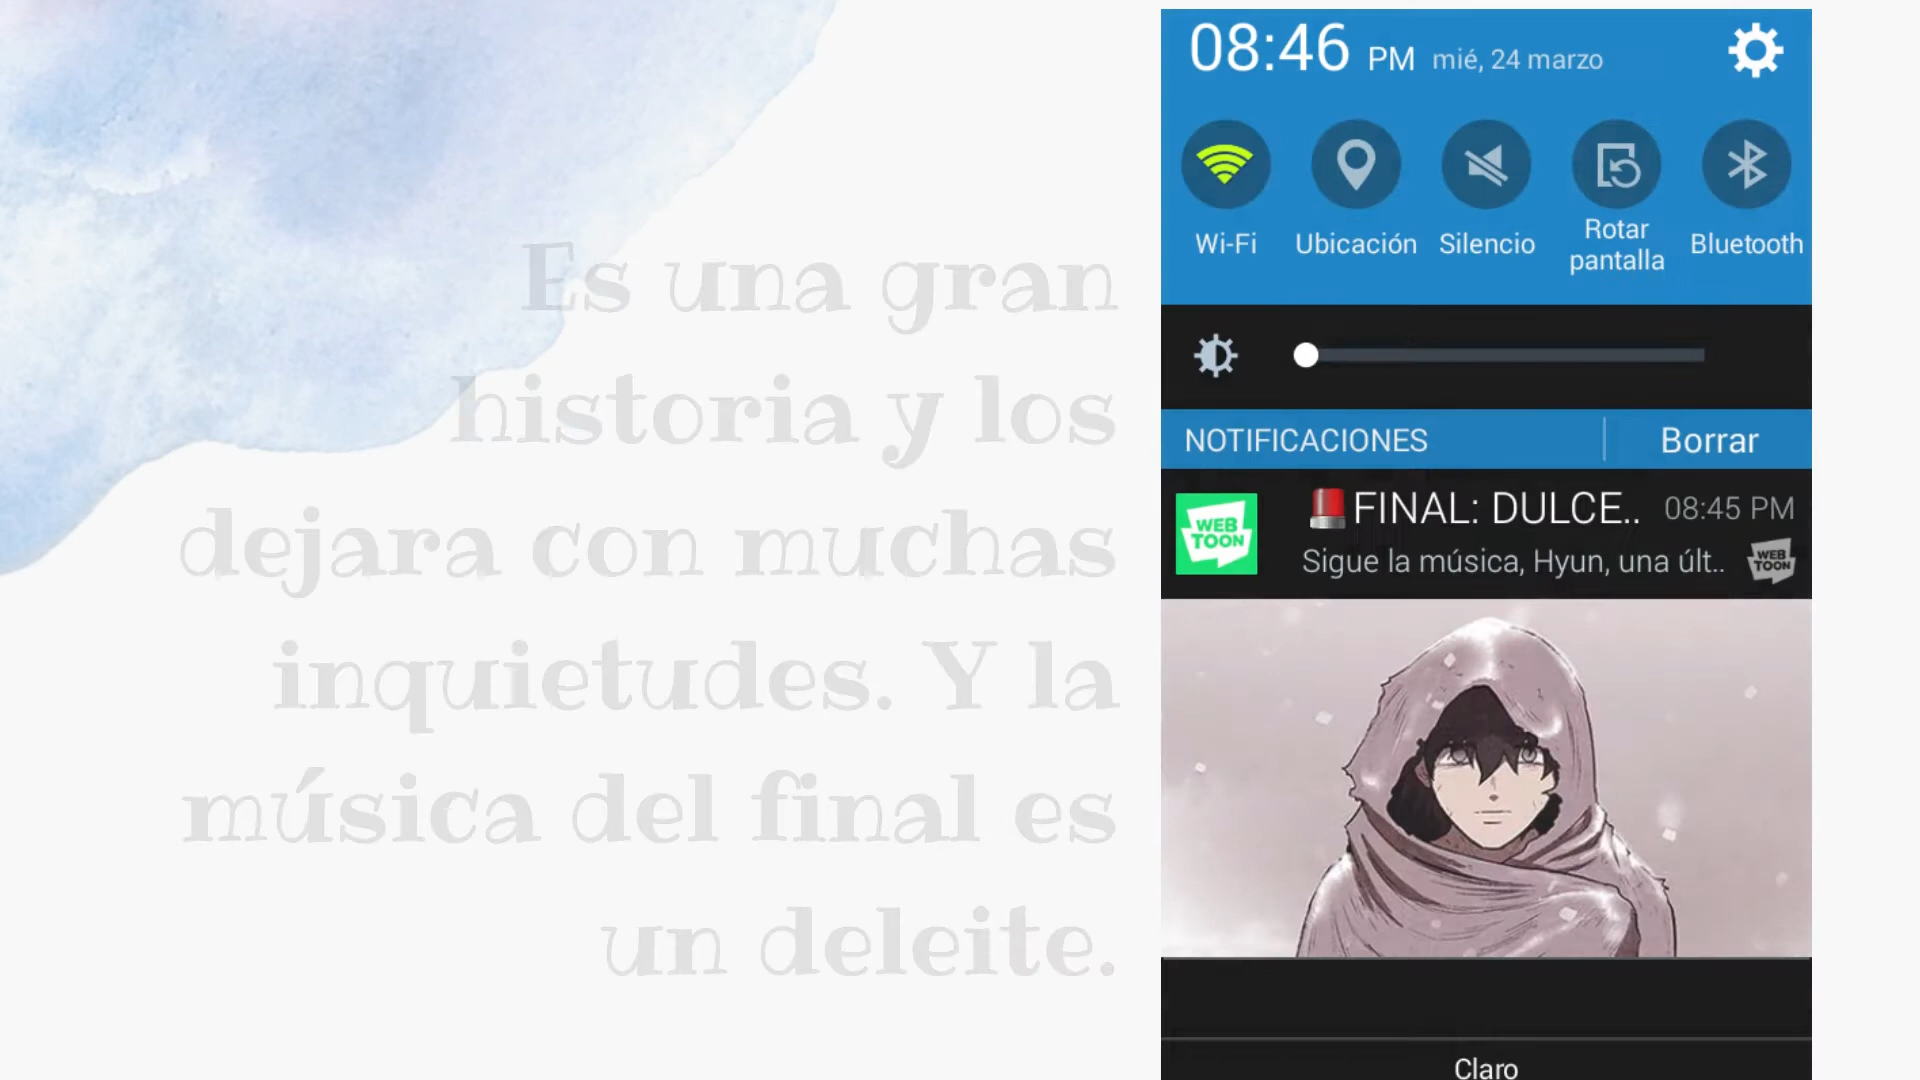 Es una gran
historia y los
dejara con muchas
inquietudes. Y la
música del final es
un deleite.
08:46 PM mié, 24 marzo
Wi-Fi
Ubicación
Silencio
Rotar
pantalla
Bluetooth
NOTIFICACIONES
Borrar
FINAL: DULCE..
08:45 PM
WEB
TOON
Sigue la música, Hyun, una últ..
WEB
TOON
Claro